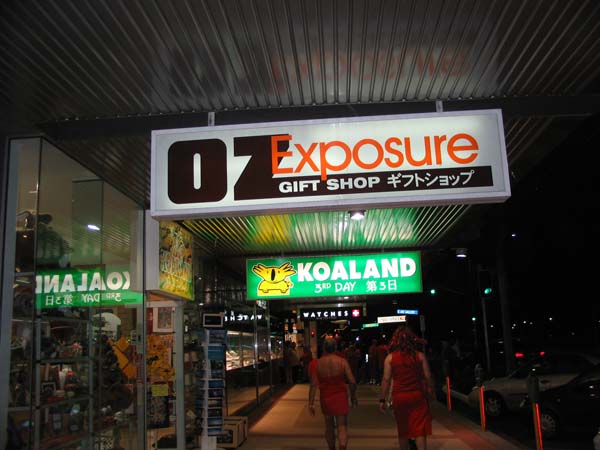 OZ Exposure
GIFT SHOP ギフトショップ
KOALAND
3RD DAY 第3日
WATCHES
KOALAND
3RD DAY 第3日